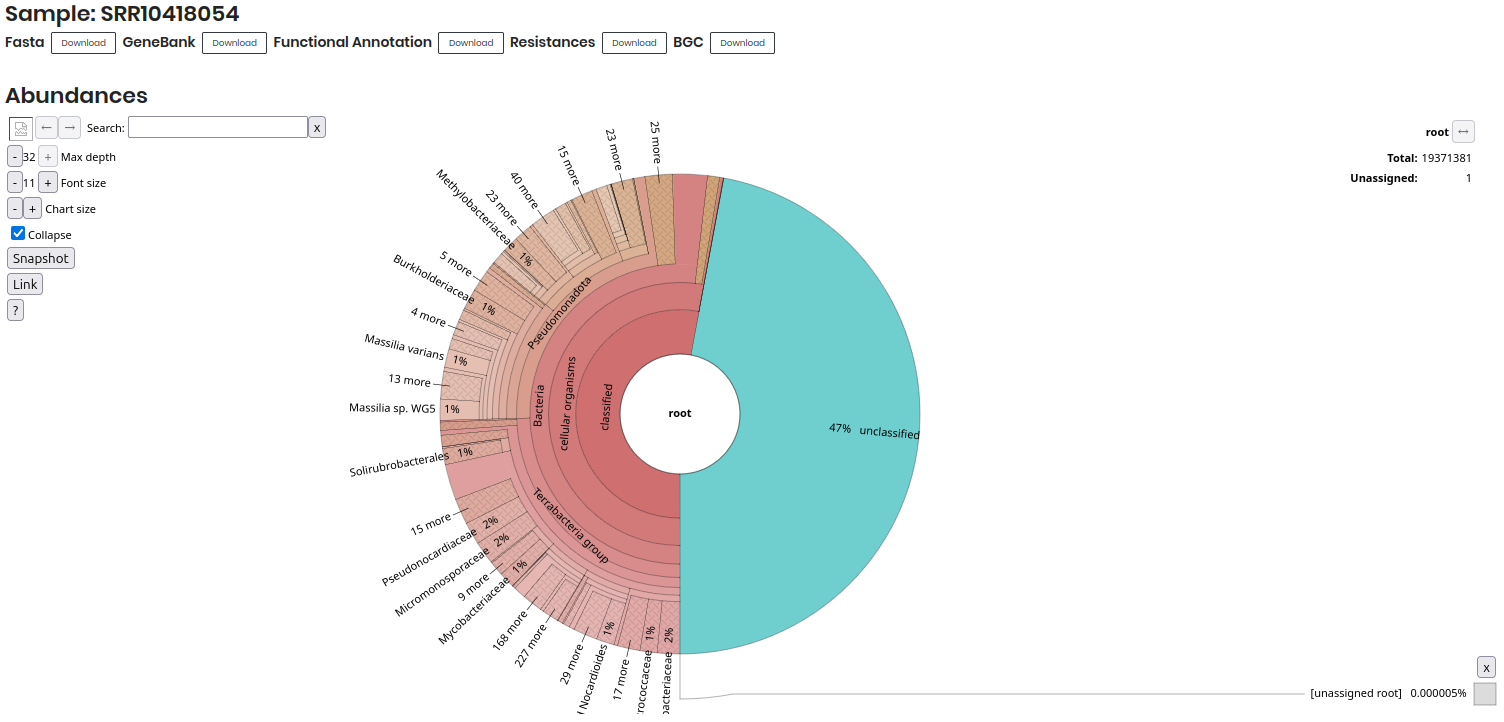 Sample: SRR10418054
Fasta Download GeneBank Download Functional Annotation Download Resistances Download BGC Download
Abundances
← → Search: x
- 32 + Max depth
- 11 + Font size
- + Chart size
Collapse
Snapshot
Link
?
root ↔
Total: 19371381
Unassigned: 1
25 more
23 more
15 more
40 more
23 more
Methylobacteriaceae 1%
5 more
Burkholderiaceae 1%
4 more
Massilia varians 1%
13 more
Massilia sp. WG5 1%
Solirubrobacterales 1%
15 more
Pseudonocardiaceae 2%
Micromonosporaceae 2%
9 more
Mycobacteriaceae 1%
168 more
227 more
29 more
Nocardioides 1%
17 more
rococcaceae 1%
bacteriaceae 2%
Pseudomonadota
Terrabacteria group
Bacteria
cellular organisms
classified
root
47% unclassified
x
[unassigned root] 0.000005%